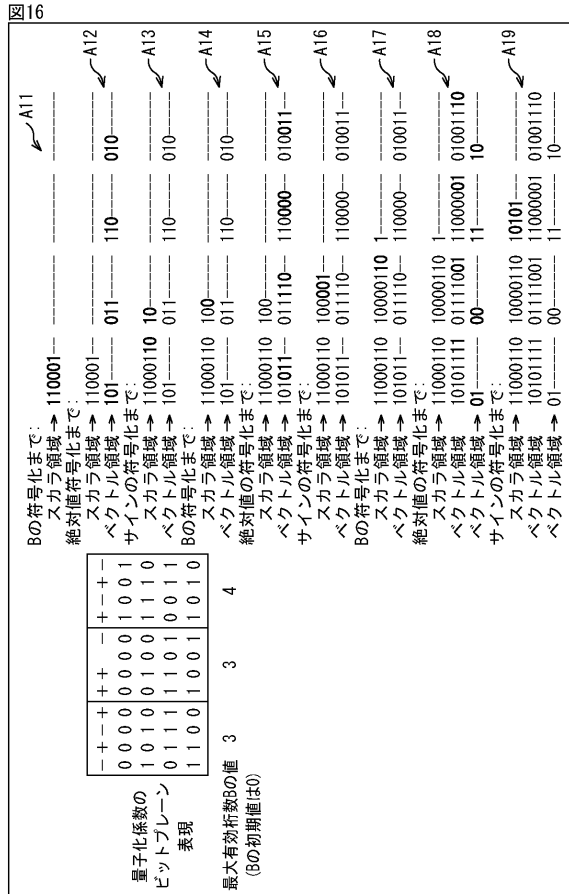 図16
量子化係数の
ビットプレーン
表現
− + − + + + − + − + −
0 0 0 0 0 0 0 0 1 0 0 1
1 0 1 0 0 1 0 0 1 1 1 0
0 1 1 1 1 1 0 1 0 0 1 1
1 1 0 0 1 0 0 1 1 0 1 0
最大有効桁数Bの値 3 3 4
(Bの初期値は0)
A11
Bの符号化まで:
スカラ領域→ 110001-- -------- -------- --------
絶対値符号化まで: A12
スカラ領域→ 110001-- -------- -------- --------
ベクトル領域→ 101----- 011----- 110----- 010-----
サインの符号化まで: A13
スカラ領域→ 11000110 10------ -------- --------
ベクトル領域→ 101----- 011----- 110----- 010-----
Bの符号化まで: A14
スカラ領域→ 11000110 100----- -------- --------
ベクトル領域→ 101----- 011----- 110----- 010-----
絶対値の符号化まで: A15
スカラ領域→ 11000110 100----- -------- --------
ベクトル領域→ 101011-- 011110-- 110000-- 010011--
サインの符号化まで: A16
スカラ領域→ 11000110 100001-- -------- --------
ベクトル領域→ 101011-- 011110-- 110000-- 010011--
Bの符号化まで: A17
スカラ領域→ 11000110 10000110 1------- --------
ベクトル領域→ 101011-- 011110-- 110000-- 010011--
絶対値の符号化まで: A18
スカラ領域→ 11000110 10000110 1------- --------
ベクトル領域→ 10101111 01111001 11000001 01001110
ベクトル領域→ 01------ 00------ 11------ 10------
サインの符号化まで: A19
スカラ領域→ 11000110 10000110 10101--- --------
ベクトル領域→ 10101111 01111001 11000001 01001110
ベクトル領域→ 01------ 00------ 11------ 10------